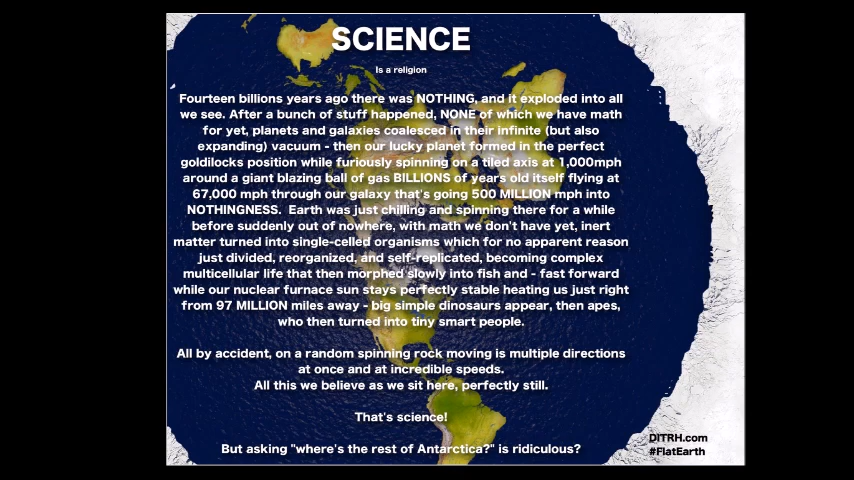 SCIENCE
Is a religion
Fourteen billions years ago there was NOTHING, and it exploded into all
we see. After a bunch of stuff happened, NONE of which we have math
for yet, planets and galaxies coalesced in their infinite (but also
expanding) vacuum - then our lucky planet formed in the perfect
goldilocks position while furiously spinning on a tiled axis at 1,000mph
around a giant blazing ball of gas BILLIONS of years old itself flying at
67,000 mph through our galaxy that's going 500 MILLION mph into
NOTHINGNESS. Earth was just chilling and spinning there for a while
before suddenly out of nowhere, with math we don't have yet, inert
matter turned into single-celled organisms which for no apparent reason
just divided, reorganized, and self-replicated, becoming complex
multicellular life that then morphed slowly into fish and - fast forward
while our nuclear furnace sun stays perfectly stable heating us just right
from 97 MILLION miles away - big simple dinosaurs appear, then apes,
who then turned into tiny smart people.
All by accident, on a random spinning rock moving is multiple directions
at once and at incredible speeds.
All this we believe as we sit here, perfectly still.
That's science!
But asking "where's the rest of Antarctica?" is ridiculous?
DITRH.com
#FlatEarth